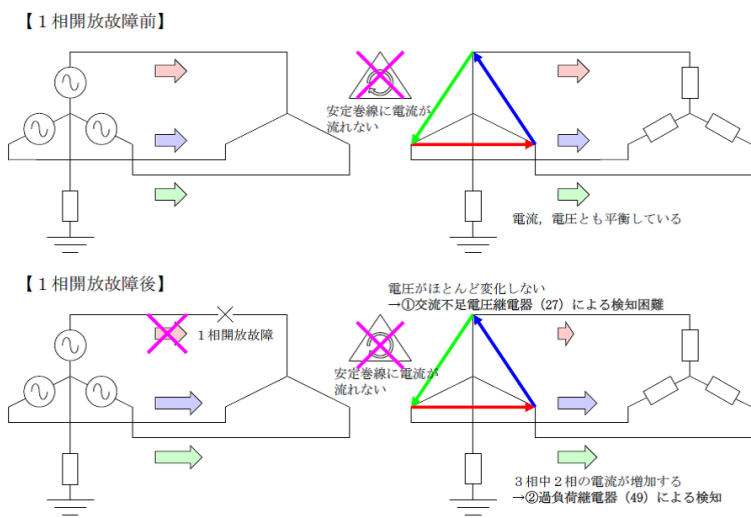 【１相開放故障前】
安定巻線に電流が
流れない
電流，電圧とも平衡している
【１相開放故障後】
電圧がほとんど変化しない
→①交流不足電圧継電器（27）による検知困難
１相開放故障
安定巻線に電流が
流れない
３相中２相の電流が増加する
→②過負荷継電器（49）による検知